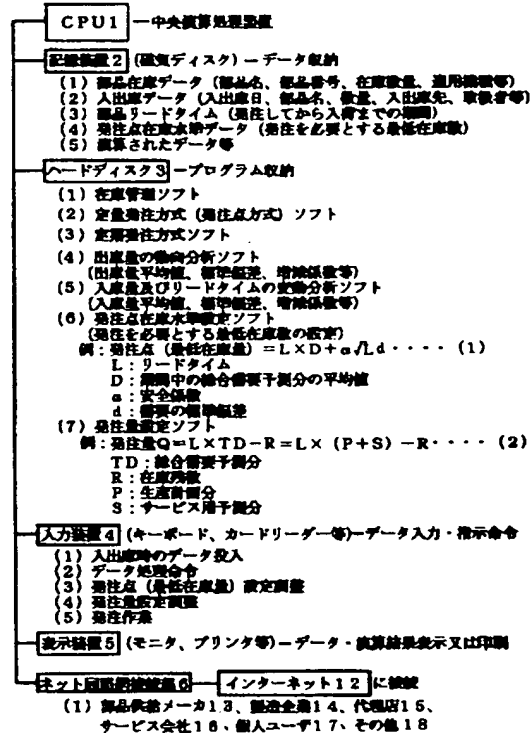 CPU1 ー中央演算処理装置
記録装置2 (磁気ディスク) ーデータ収納
(1) 部品在庫データ (部品名、部品番号、在庫数量、適用機種等)
(2) 入出庫データ (入出庫日、部品名、数量、入出庫先、取扱者等)
(3) 部品リードタイム (発注してから入荷までの期間)
(4) 発注点在庫水準データ (発注を必要とする最低在庫数)
(5) 演算されたデータ等
ハードディスク3 ープログラム収納
(1) 在庫管理ソフト
(2) 定量発注方式 (発注点方式) ソフト
(3) 定期発注方式ソフト
(4) 出庫量の動向分析ソフト
(出庫量平均値、標準偏差、増減係数等)
(5) 入庫量及びリードタイムの変動分析ソフト
(入庫量平均値、標準偏差、増減係数等)
(6) 発注点在庫水準設定ソフト
(発注を必要とする最低在庫数の設定)
例:発注点 (最低在庫量) =L×D+α√Ld・・・・ (1)
L:リードタイム
D:期間中の総合需要予測分の平均値
α:安全係数
d:需要の標準偏差
(7) 発注量設定ソフト
例:発注量Q=L×TD-R=L× (P+S) -R・・・・ (2)
TD:総合需要予測分
R:在庫残数
P:生産計画分
S:サービス用予測分
入力装置4 (キーボード、カードリーダー等)ーデータ入力・指示命令
(1) 入出庫時のデータ投入
(2) データ処理命令
(3) 発注点 (最低在庫量) 設定調整
(4) 発注量設定調整
(5) 発注作業
表示装置5 (モニタ、プリンタ等) ーデータ・演算結果表示又は印刷
ネット回路網接続器6 インターネット12 に接続
(1) 部品供給メーカ13、製造企業14、代理店15、
サービス会社16、個人ユーザ17、その他18